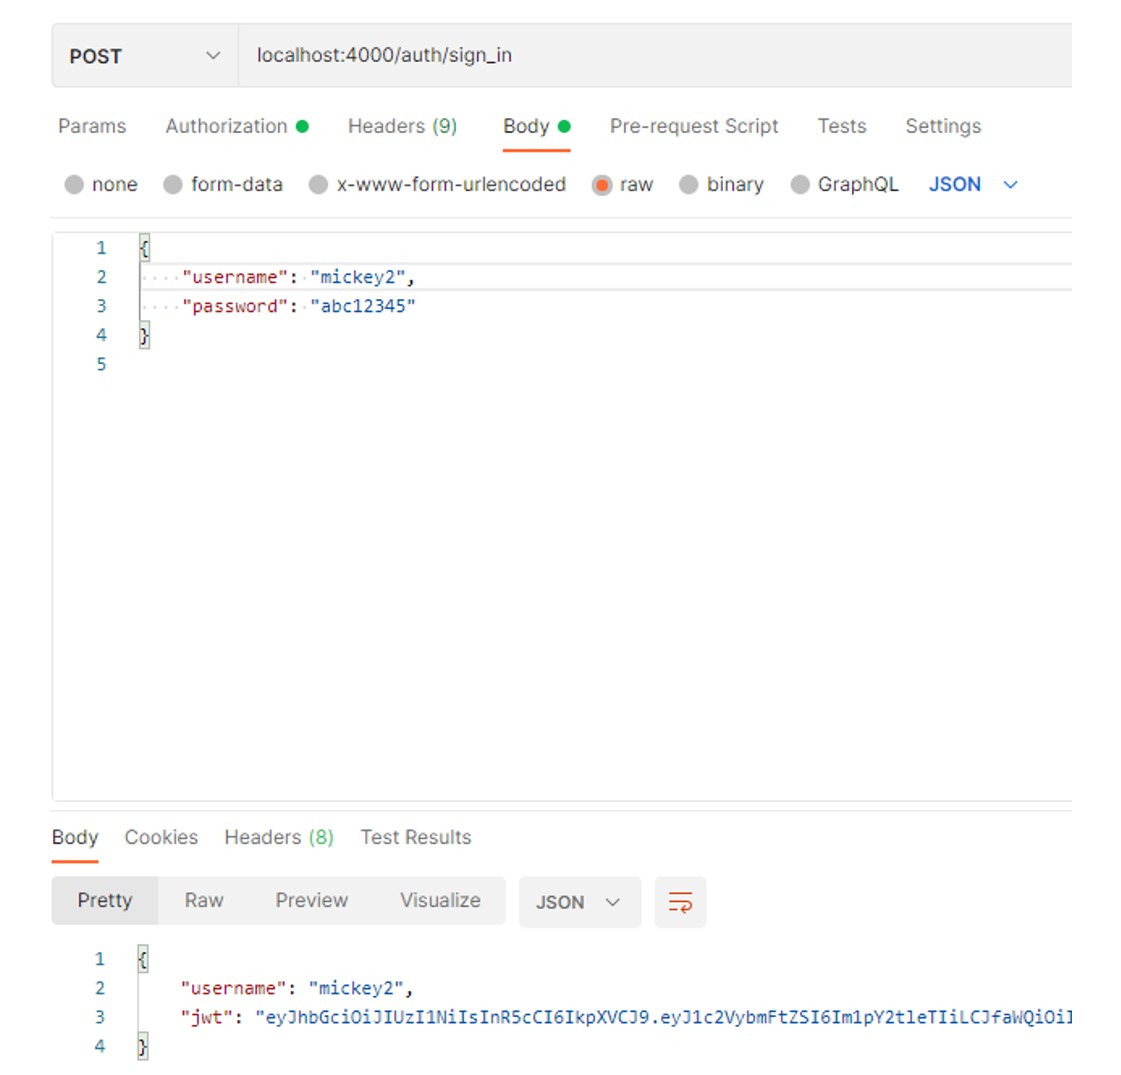 POST localhost:4000/auth/sign_in
Params Authorization Headers (9) Body Pre-request Script Tests Settings
none form-data x-www-form-urlencoded raw binary GraphQL JSON
1 {
2 "username": "mickey2",
3 "password": "abc12345"
4 }
5
Body Cookies Headers (8) Test Results
Pretty Raw Preview Visualize JSON
1 {
2 "username": "mickey2",
3 "jwt": "eyJhbGciOiJIUzI1NiIsInR5cCI6IkpXVCJ9.eyJ1c2VybmFtZSI6Im1pY2tleTIiLCJfaWQiOiI
4 }